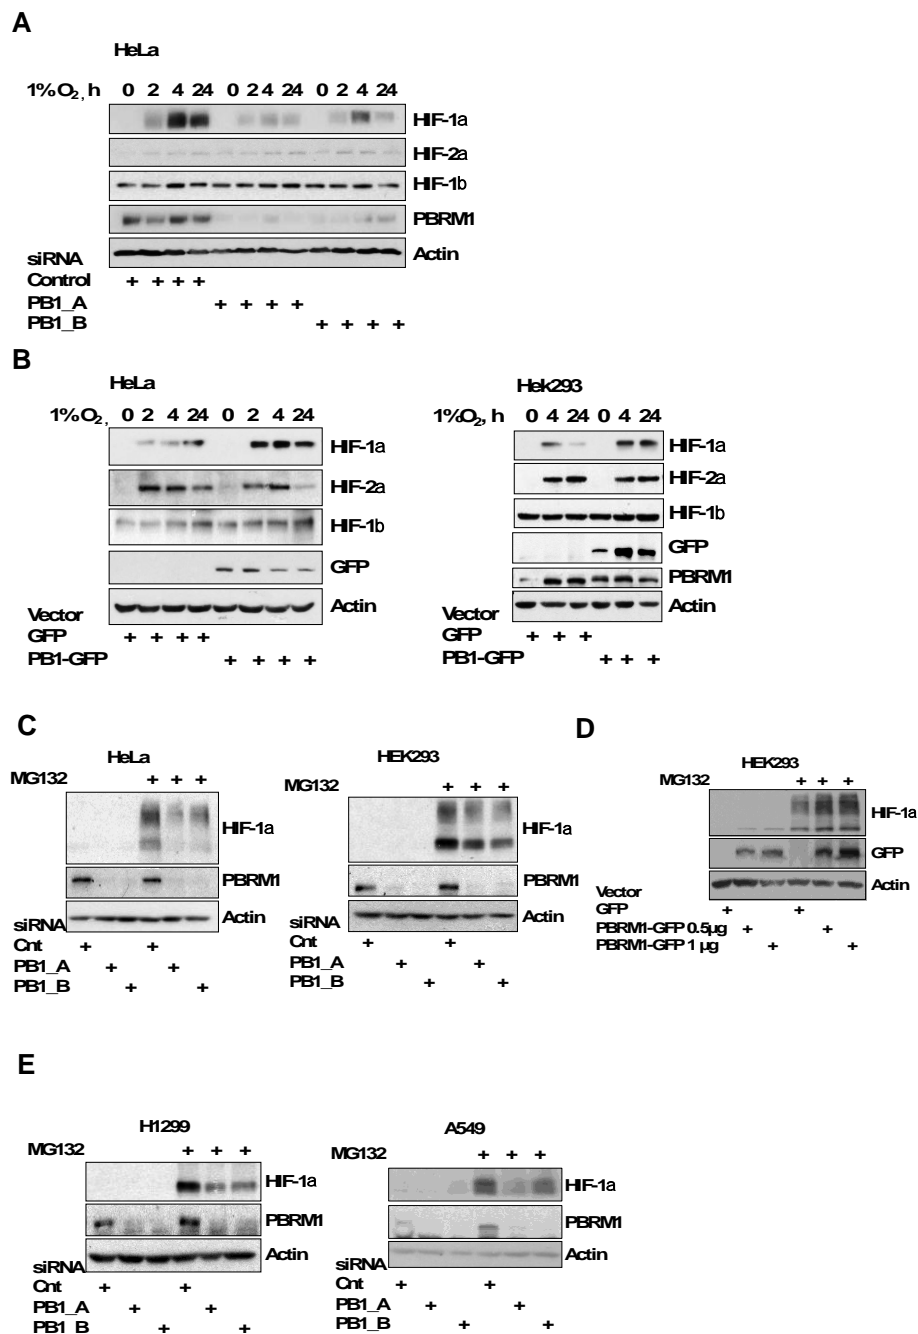 A
HeLa
1% O2, h 0 2 4 24 0 2 4 24 0 2 4 24
HIF-1a
HIF-2a
HIF-1b
PBRM1
Actin
siRNA
Control + + + +
PB1_A + + + +
PB1_B + + + +
B
HeLa
1%O2, 0 2 4 24 0 2 4 24
HIF-1a
HIF-2a
HIF-1b
GFP
Actin
Vector
GFP + + + +
PB1-GFP + + + +
Hek293
1%O2, h 0 4 24 0 4 24
HIF-1a
HIF-2a
HIF-1b
GFP
PBRM1
Actin
Vector
GFP + + +
PB1-GFP + + +
C
HeLa
MG132 + + +
HIF-1a
PBRM1
Actin
siRNA
Cnt + +
PB1_A + +
PB1_B + +
HEK293
MG132 + + +
HIF-1a
PBRM1
Actin
siRNA
Cnt + +
PB1_A + +
PB1_B + +
D
HEK293
MG132 + + +
HIF-1a
GFP
Actin
Vector
GFP + +
PBRM1-GFP 0.5µg + +
PBRM1-GFP 1 µg + +
E
H1299
MG132 + + +
HIF-1a
PBRM1
Actin
siRNA
Cnt + +
PB1_A + +
PB1_B + +
A549
MG132 + + +
HIF-1a
PBRM1
Actin
siRNA
Cnt + +
PB1_A + +
PB1_B + +